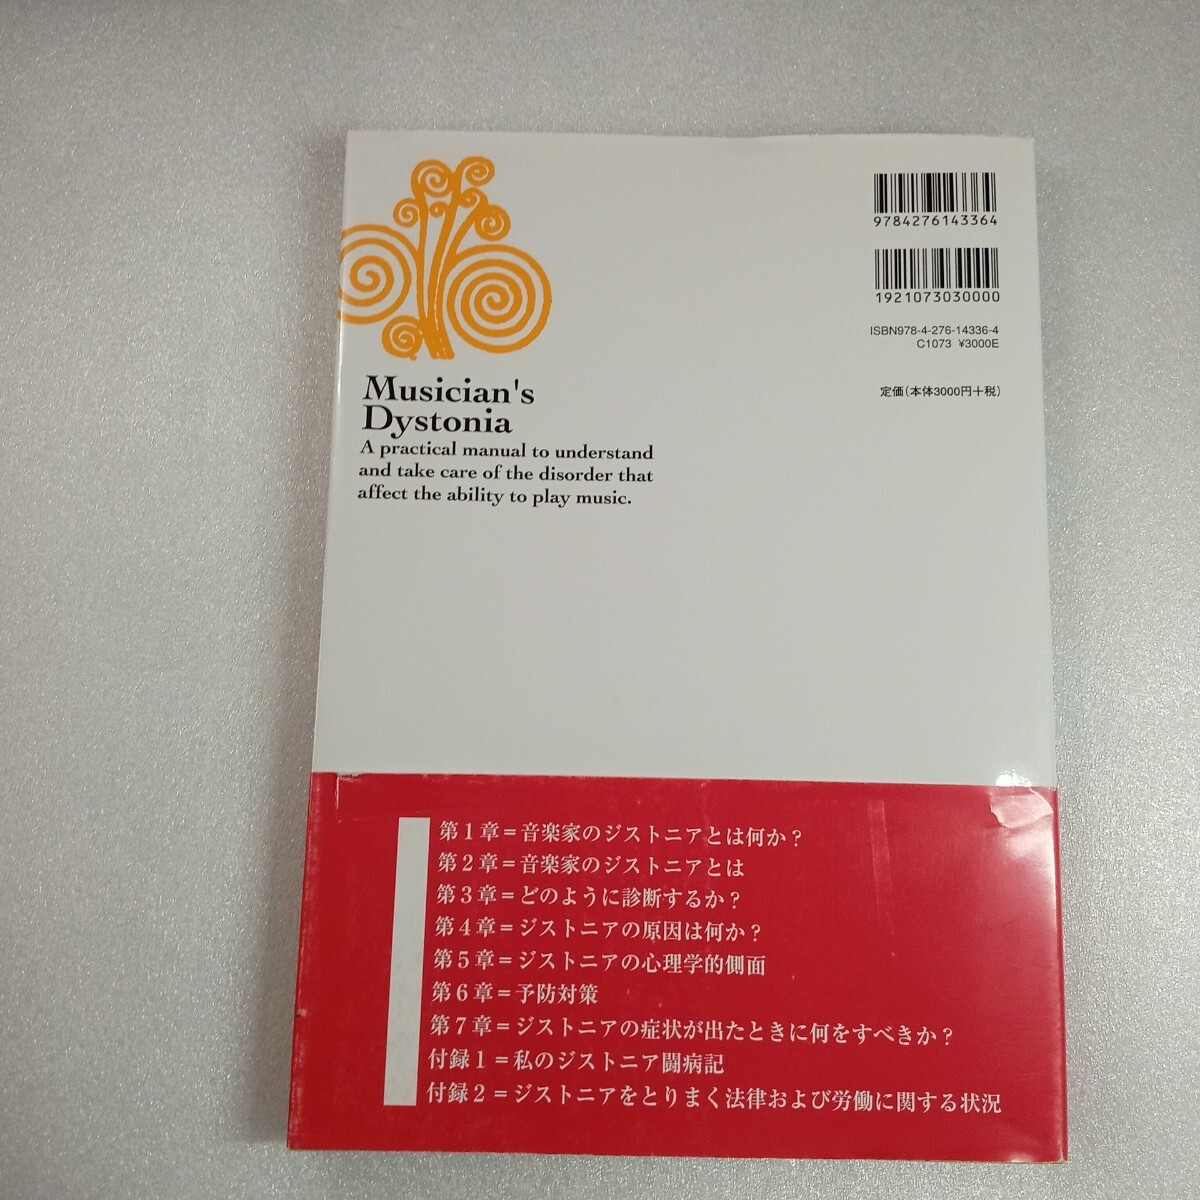 9784276143364
1921073030000
ISBN978-4-276-14336-4
C1073 ¥3000E
定価(本体3000円+税)
Musician's
Dystonia
A practical manual to understand
and take care of the disorder that
affect the ability to play music.
第1章=音楽家のジストニアとは何か?
第2章=音楽家のジストニアとは
第3章=どのように診断するか?
第4章=ジストニアの原因は何か?
第5章=ジストニアの心理学的側面
第6章=予防対策
第7章=ジストニアの症状が出たときに何をすべきか?
付録1=私のジストニア闘病記
付録2=ジストニアをとりまく法律および労働に関する状況